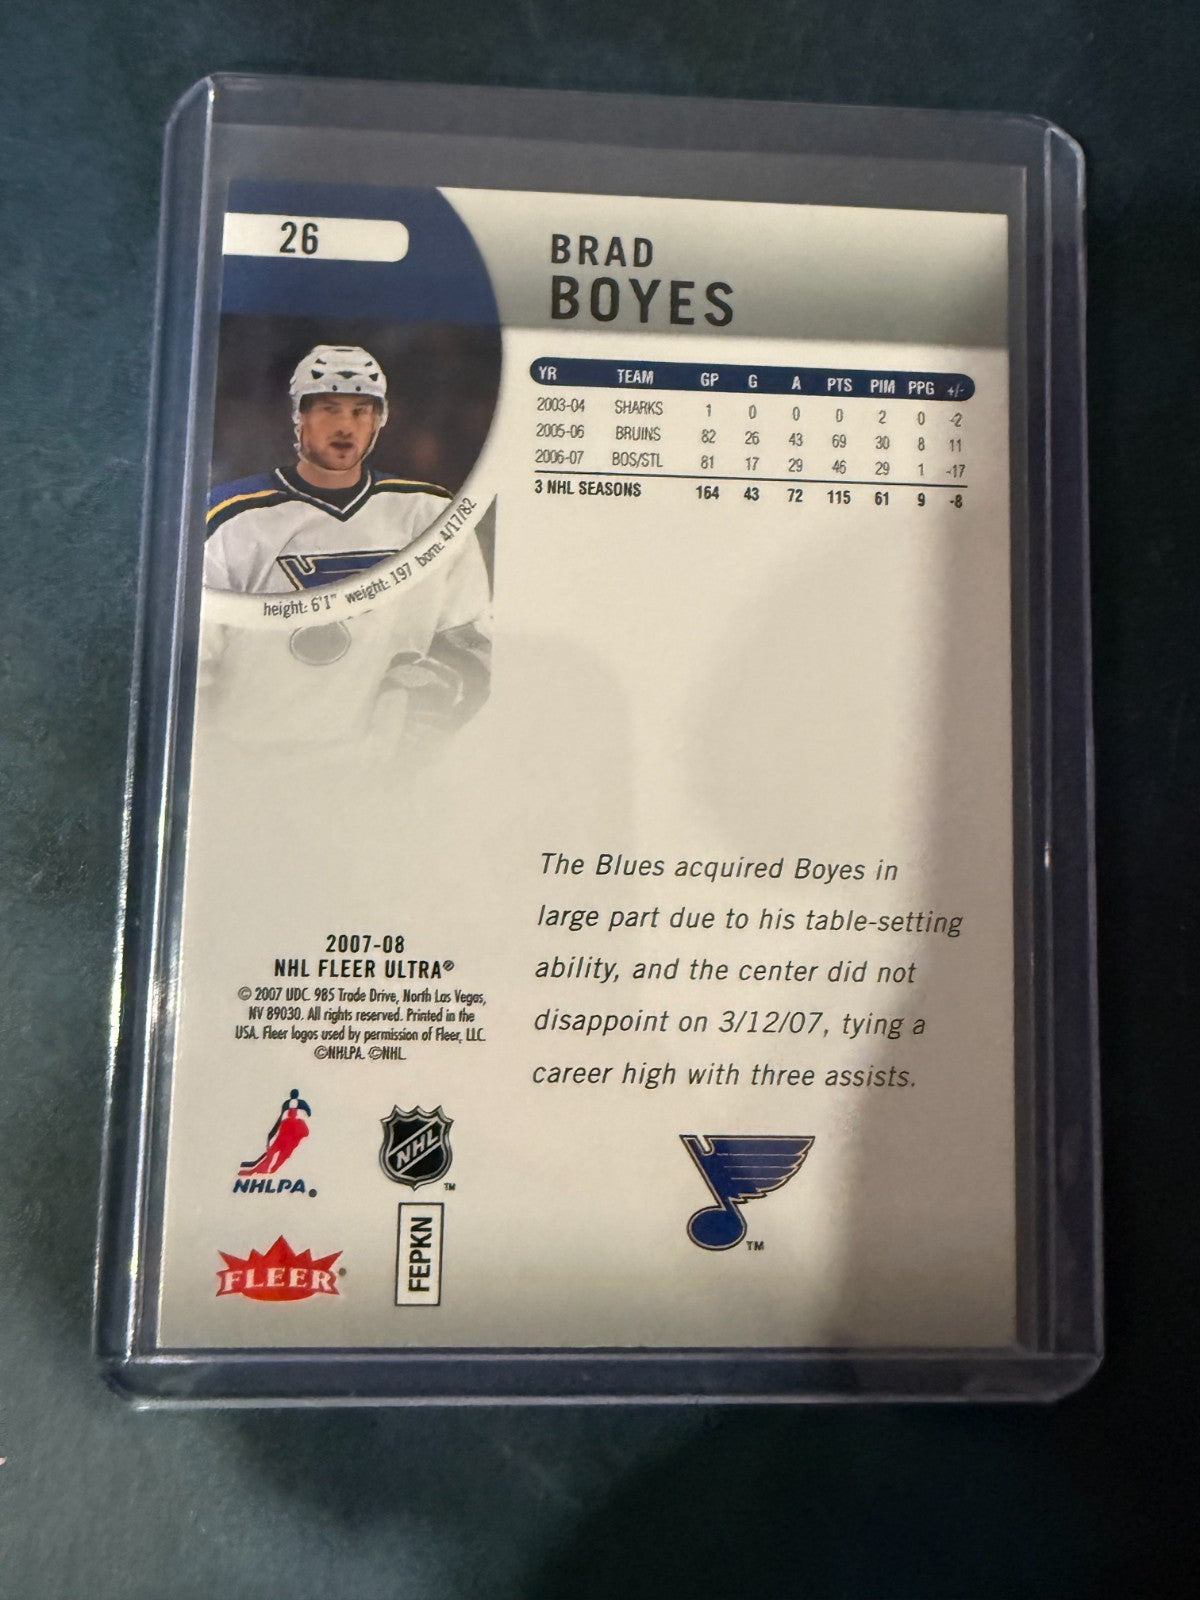 26
BRAD
BOYES
YR TEAM GP G A PTS PIM PPG +/-
2003-04 SHARKS 1 0 0 0 2 0 -2
2005-06 BRUINS 82 26 43 69 30 8 11
2006-07 BOS/STL 81 17 29 46 29 1 -17
3 NHL SEASONS 164 43 72 115 61 9 -8
height: 6'1" weight: 197 born: 4/17/82
The Blues acquired Boyes in
large part due to his table-setting
ability, and the center did not
disappoint on 3/12/07, tying a
career high with three assists.
2007-08
NHL FLEER ULTRA®
© 2007 UDC. 985 Trade Drive, North Las Vegas,
NV 89030. All rights reserved. Printed in the
USA. Fleer logos used by permission of Fleer, LLC.
©NHLPA. ©NHL.
NHLPA®
NHL TM
FLEER®
FEPKN
TM